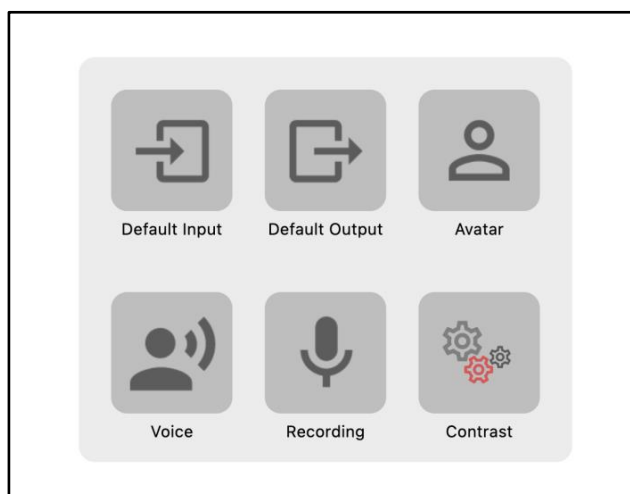 Default Input
Default Output
Avatar
Voice
Recording
Contrast